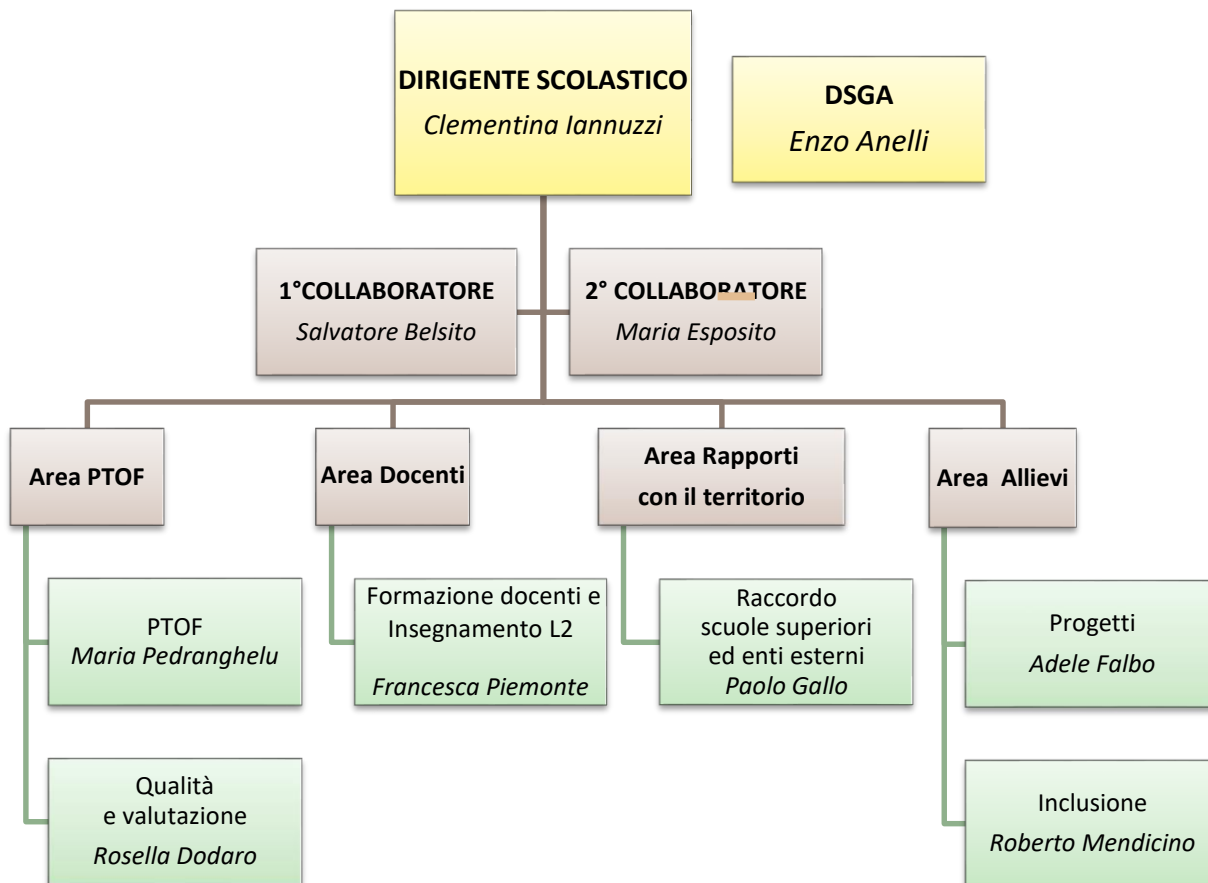 DIRIGENTE SCOLASTICO
Clementina Iannuzzi
DSGA
Enzo Anelli
1°COLLABORATORE
Salvatore Belsito
2° COLLABORATORE
Maria Esposito
Area PTOF
Area Docenti
Area Rapporti
con il territorio
Area Allievi
PTOF
Maria Pedranghelu
Formazione docenti e
Insegnamento L2
Francesca Piemonte
Raccordo
scuole superiori
ed enti esterni
Paolo Gallo
Progetti
Adele Falbo
Qualità
e valutazione
Rosella Dodaro
Inclusione
Roberto Mendicino